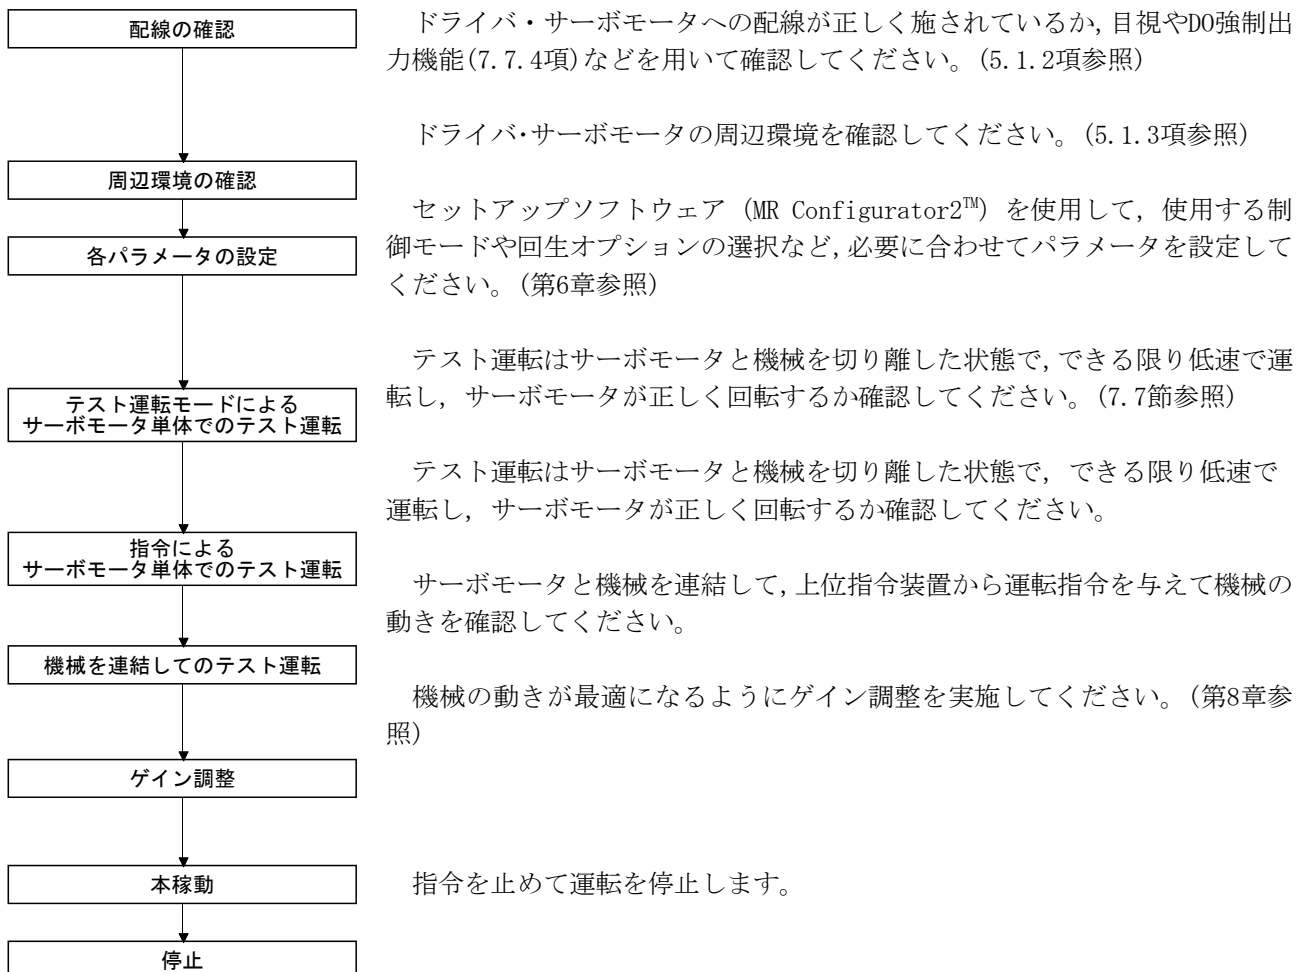 配線の確認
ドライバ・サーボモータへの配線が正しく施されているか,目視やDO強制出
力機能(7.7.4項)などを用いて確認してください。(5.1.2項参照)
ドライバ・サーボモータの周辺環境を確認してください。(5.1.3項参照)
周辺環境の確認
セットアップソフトウェア (MR Configurator2™) を使用して, 使用する制
御モードや回生オプションの選択など,必要に合わせてパラメータを設定して
ください。(第6章参照)
各パラメータの設定
テスト運転はサーボモータと機械を切り離した状態で,できる限り低速で運
転し, サーボモータが正しく回転するか確認してください。(7.7節参照)
テスト運転モードによる
サーボモータ単体でのテスト運転
テスト運転はサーボモータと機械を切り離した状態で, できる限り低速で
運転し, サーボモータが正しく回転するか確認してください。
指令による
サーボモータ単体でのテスト運転
サーボモータと機械を連結して,上位指令装置から運転指令を与えて機械の
動きを確認してください。
機械を連結してのテスト運転
機械の動きが最適になるようにゲイン調整を実施してください。(第8章参
照)
ゲイン調整
本稼動
指令を止めて運転を停止します。
停止